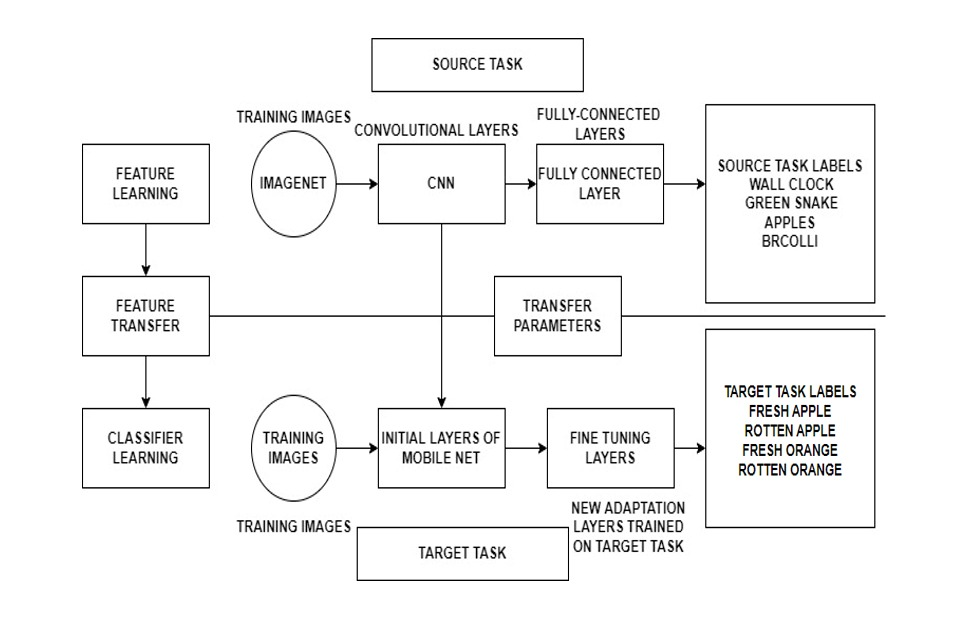 SOURCE TASK
TRAINING IMAGES
CONVOLUTIONAL LAYERS
FULLY-CONNECTED
LAYERS
FEATURE
LEARNING
IMAGENET
CNN
FULLY CONNECTED
LAYER
SOURCE TASK LABELS
WALL CLOCK
GREEN SNAKE
APPLES
BRCOLLI
FEATURE
TRANSFER
TRANSFER
PARAMETERS
CLASSIFIER
LEARNING
TRAINING
IMAGES
INITIAL LAYERS OF
MOBILE NET
FINE TUNING
LAYERS
TARGET TASK LABELS
FRESH APPLE
ROTTEN APPLE
FRESH ORANGE
ROTTEN ORANGE
TRAINING IMAGES
NEW ADAPTATION
LAYERS TRAINED
ON TARGET TASK
TARGET TASK